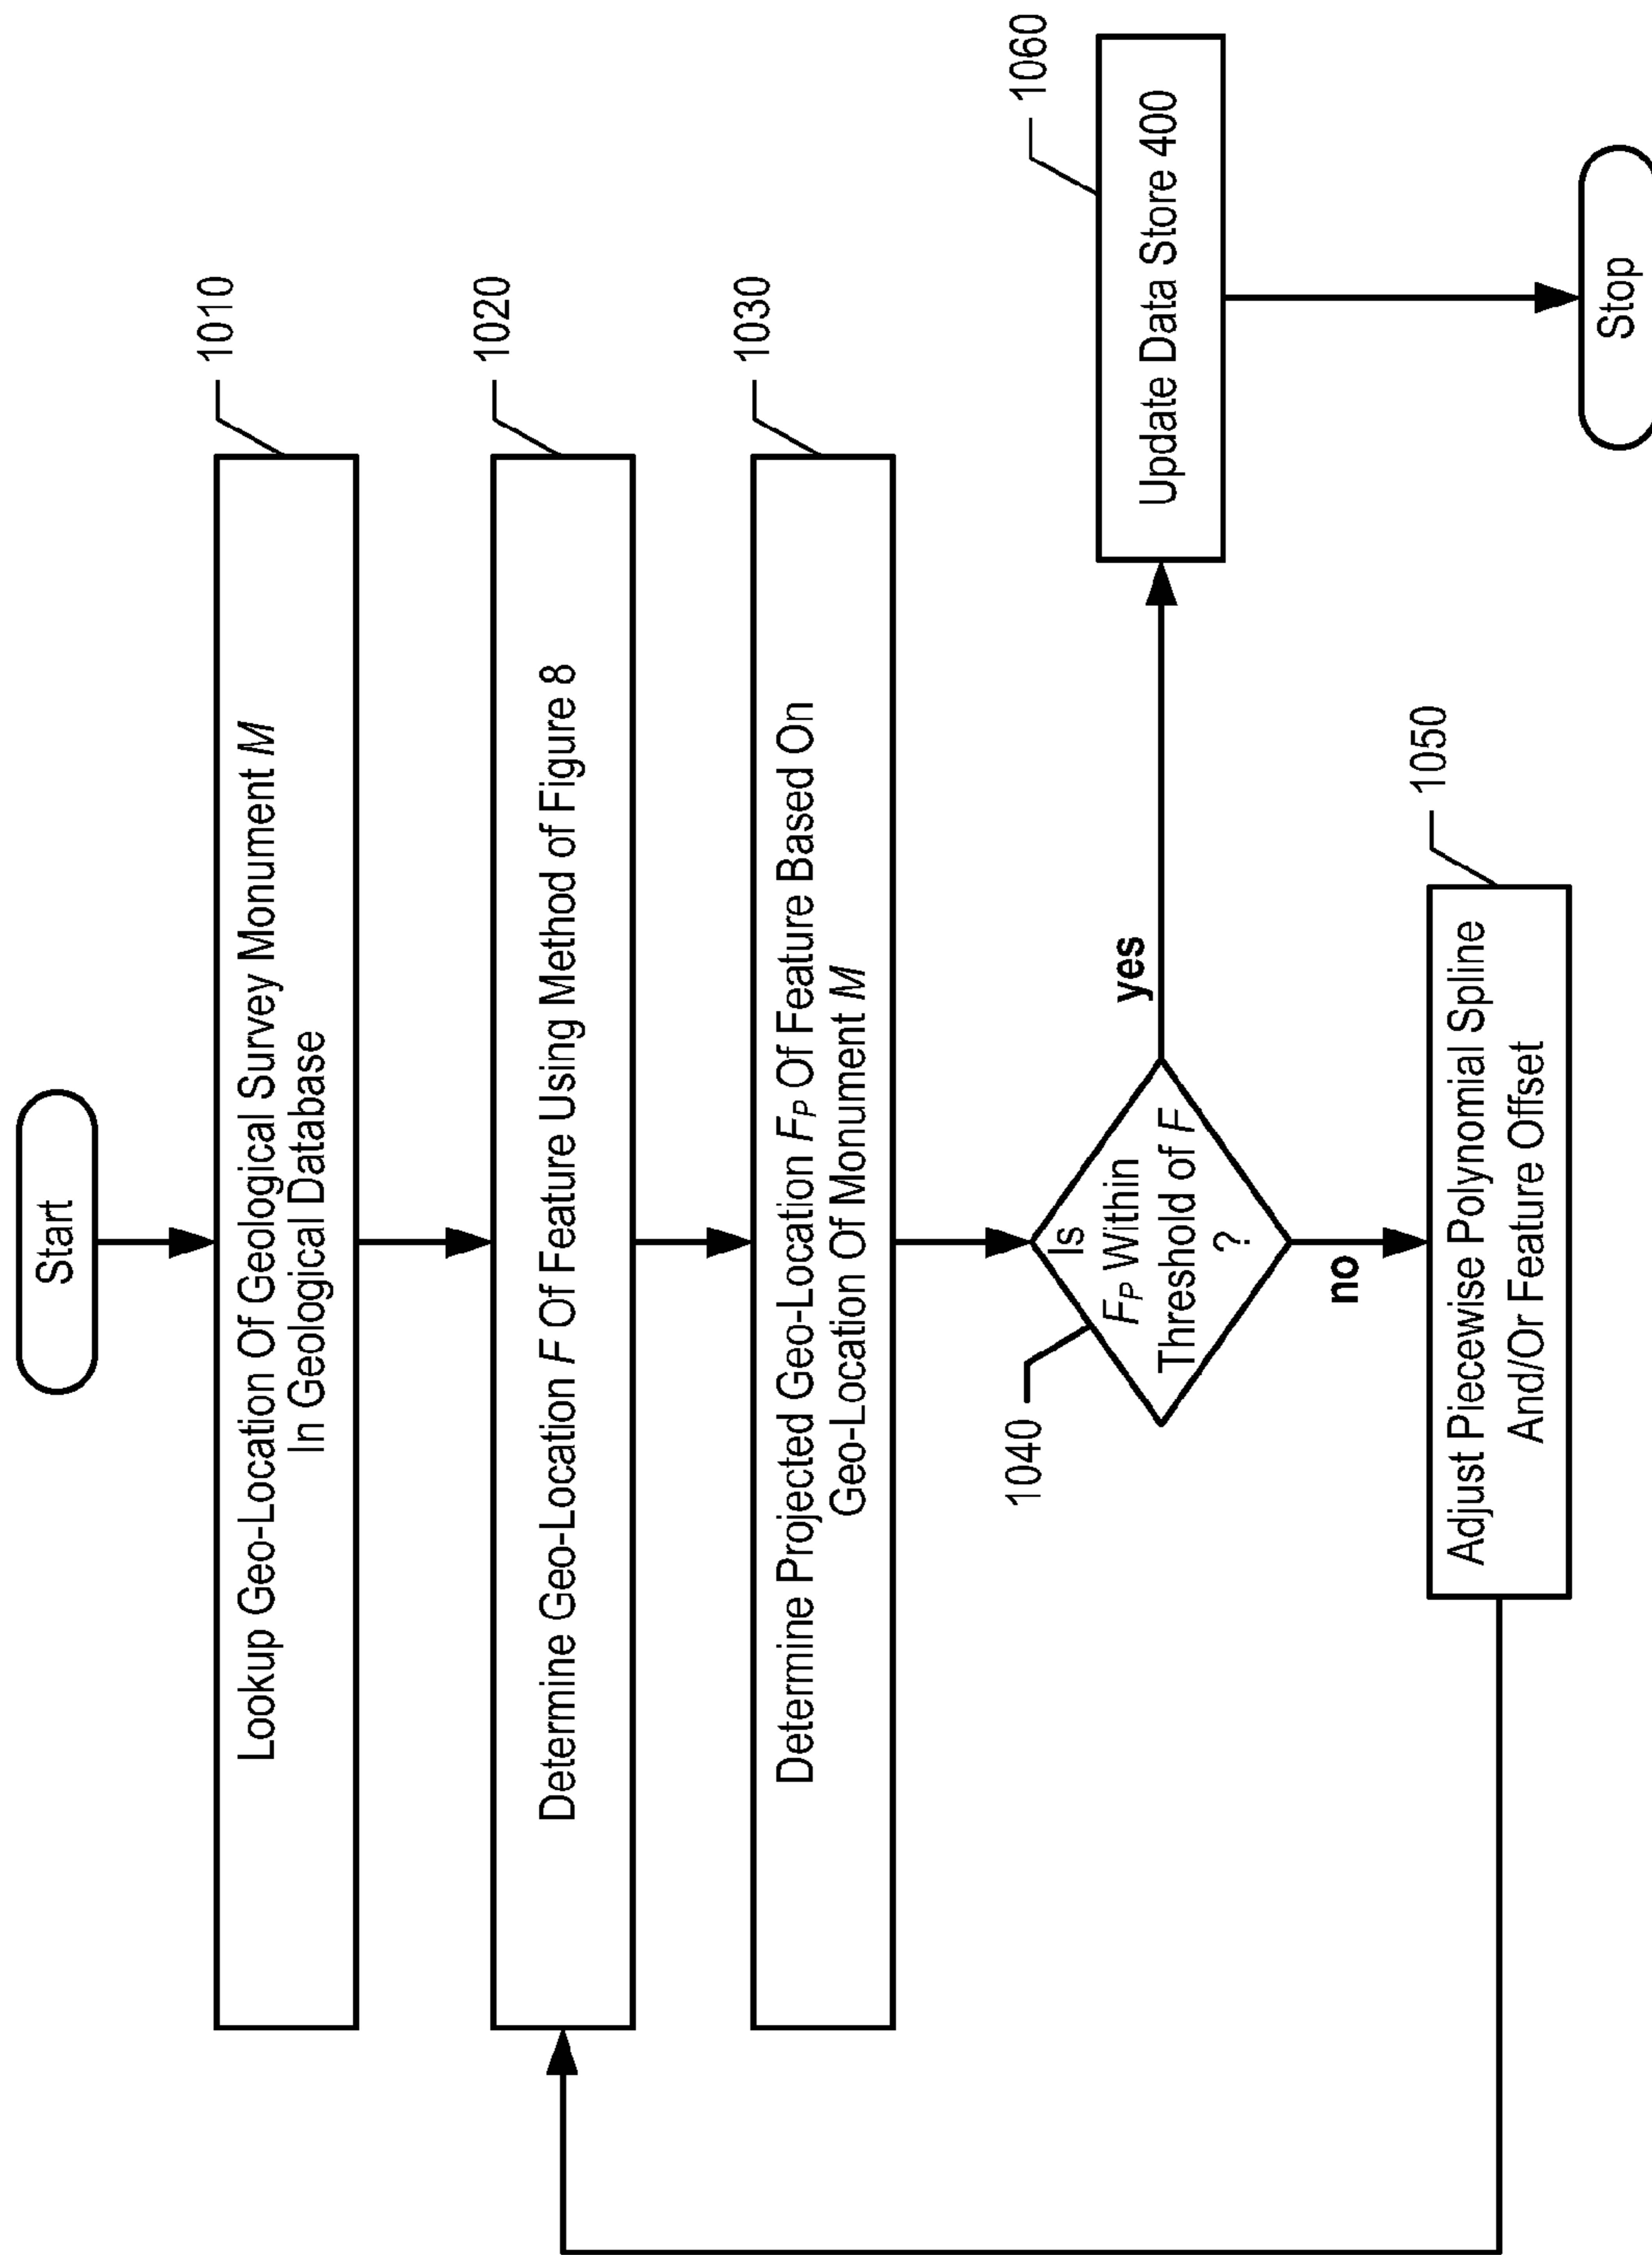 Start
1010
Lookup Geo-Location Of Geological Survey Monument M
In Geological Database
1020
Determine Geo-Location F Of Feature Using Method of Figure 8
1030
Determine Projected Geo-Location FP Of Feature Based On
Geo-Location Of Monument M
1040
Is
FP Within
Threshold of F
?
yes
no
1060
Update Data Store 400
1050
Adjust Piecewise Polynomial Spline
And/Or Feature Offset
Stop